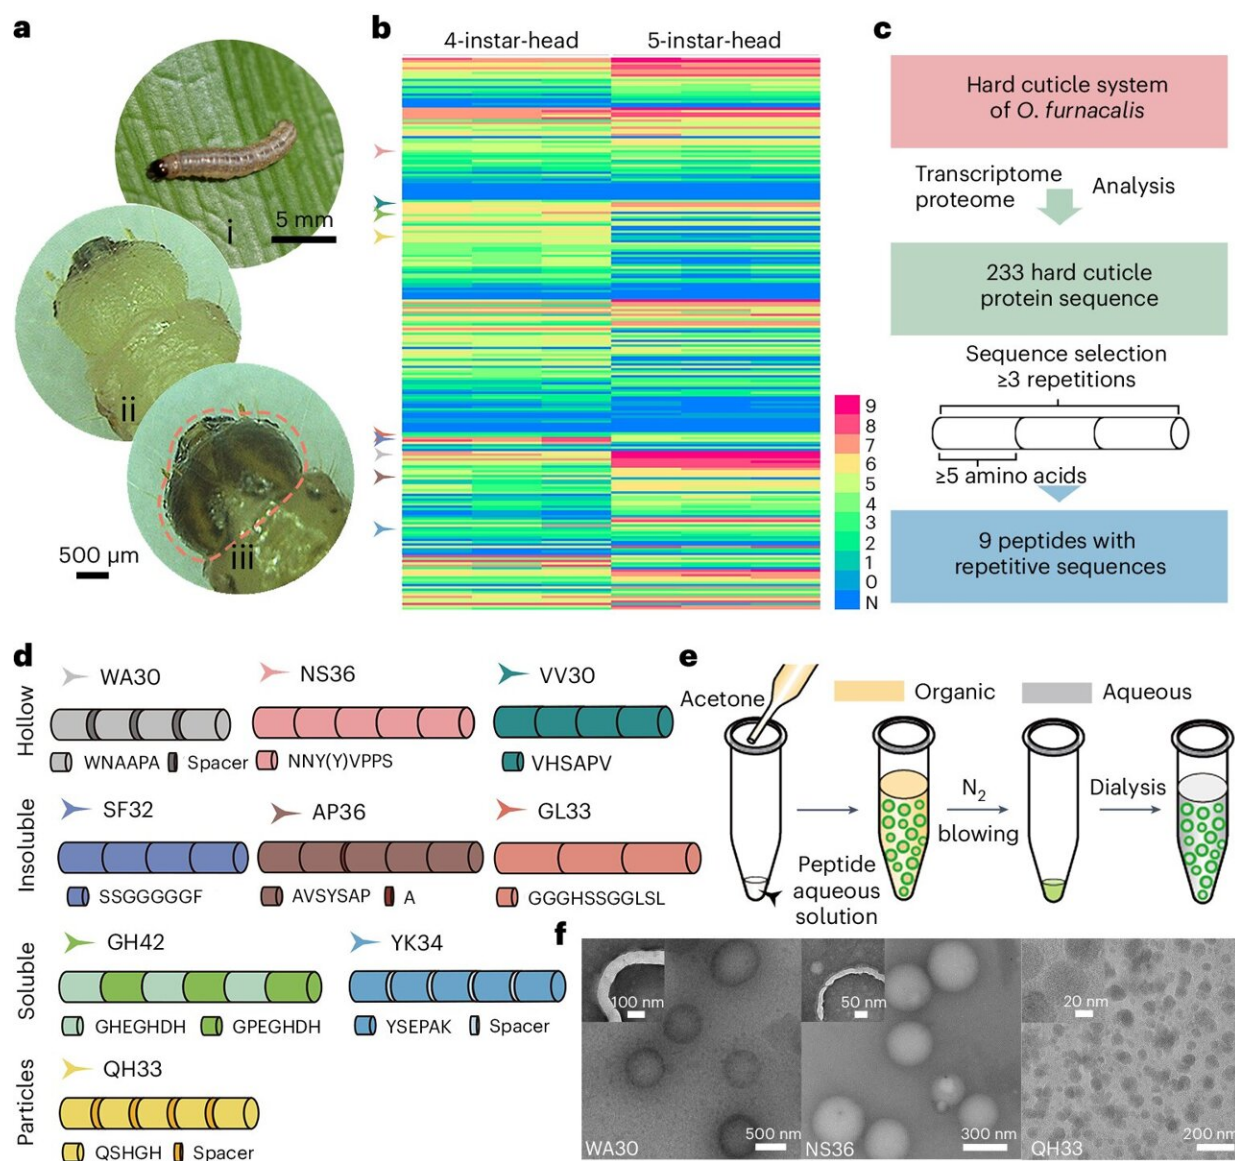 a
i
5 mm
ii
iii
500 µm
b
4-instar-head
5-instar-head
9
8
7
6
5
4
3
2
1
0
N
c
Hard cuticle system
of O. furnacalis
Transcriptome
proteome
Analysis
233 hard cuticle
protein sequence
Sequence selection
≥3 repetitions
≥5 amino acids
9 peptides with
repetitive sequences
d
Hollow
WA30
NS36
VV30
WNAAPA
Spacer
NNY(Y)VPPS
VHSAPV
Insoluble
SF32
AP36
GL33
SSGGGGGF
AVSYSAP
A
GGGHSSGGLSL
Soluble
GH42
YK34
GHEGHDH
GPEGHDH
YSEPAK
Spacer
Particles
QH33
QSHGH
Spacer
e
Acetone
Organic
Aqueous
N2
blowing
Dialysis
Peptide
aqueous
solution
f
100 nm
50 nm
20 nm
WA30
500 nm
NS36
300 nm
QH33
200 nm